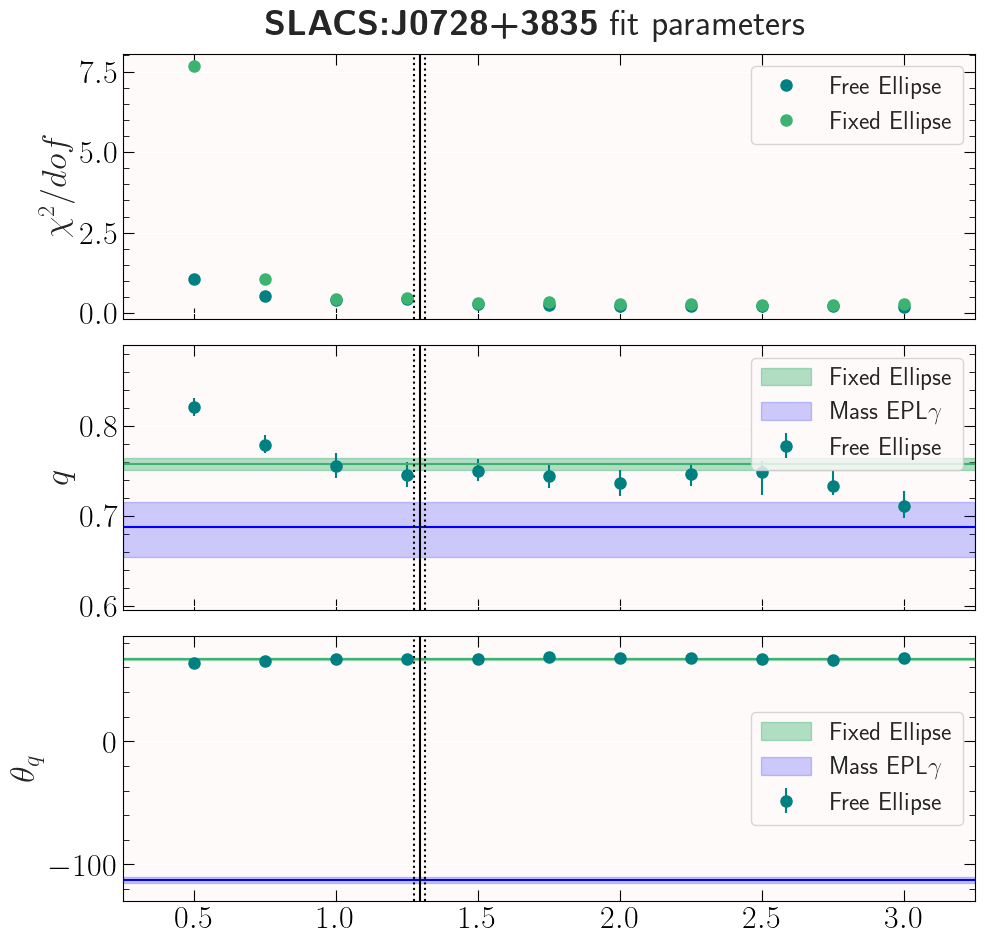 SLACS:J0728+3835 fit parameters
χ²/dof
7.5
5.0
2.5
0.0
Free Ellipse
Fixed Ellipse
q
0.8
0.7
0.6
Fixed Ellipse
Mass EPLγ
Free Ellipse
θ_q
0
−100
Fixed Ellipse
Mass EPLγ
Free Ellipse
0.5 1.0 1.5 2.0 2.5 3.0